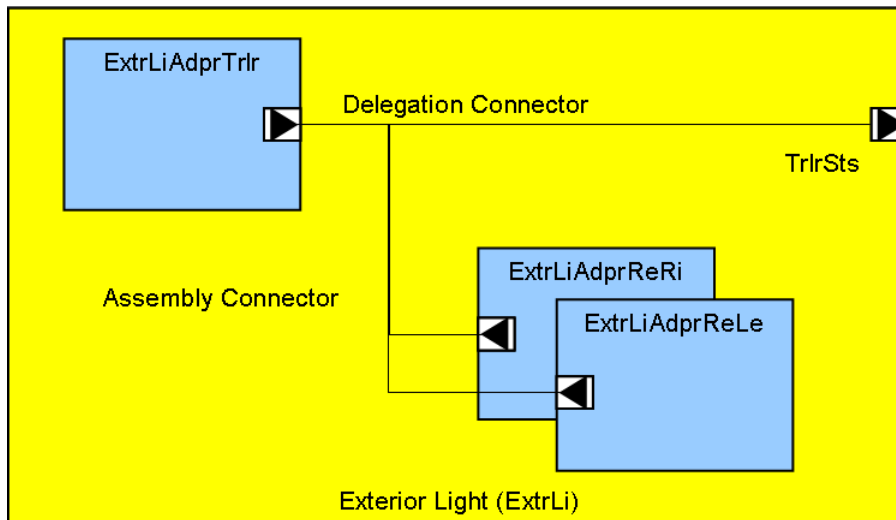 ExtrLiAdprTrlr
Delegation Connector
TrlrSts
ExtrLiAdprReRi
Assembly Connector
ExtrLiAdprReLe
Exterior Light (ExtrLi)